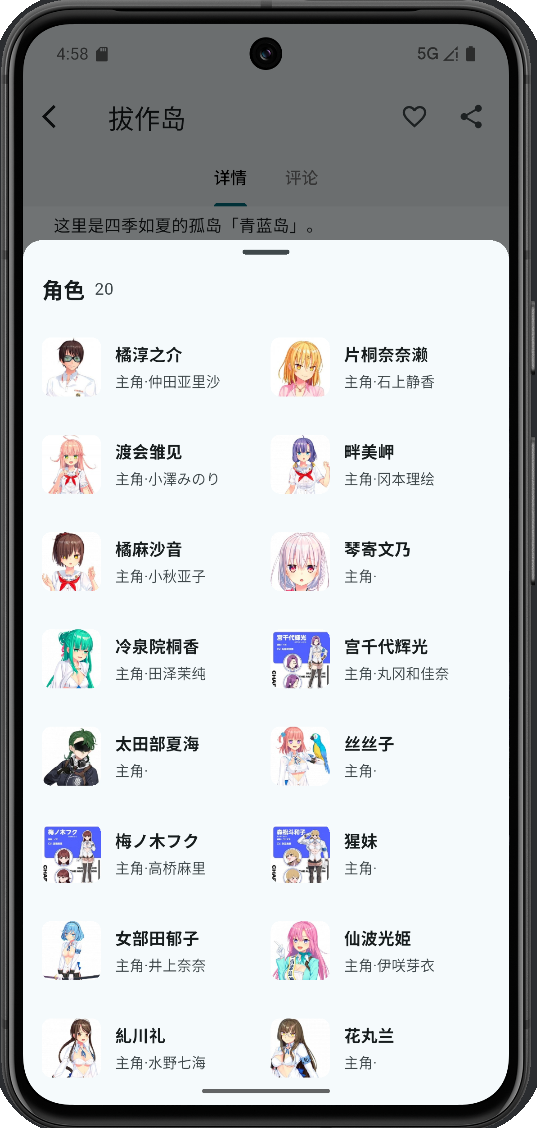 4:58
5G
拔作岛
详情 评论
这里是四季如夏的孤岛「青蓝岛」。
角色 20
橘淳之介
主角·仲田亚里沙
片桐奈奈濑
主角·石上静香
渡会雏见
主角·小澤みのり
畔美岬
主角·冈本理绘
橘麻沙音
主角·小秋亚子
琴寄文乃
主角·
冷泉院桐香
主角·田泽茉纯
宫千代辉光
主角·丸冈和佳奈
太田部夏海
主角·
丝丝子
主角·
梅ノ木フク
主角·高桥麻里
猩妹
主角·
女部田郁子
主角·井上奈奈
仙波光姬
主角·伊咲芽衣
糺川礼
主角·水野七海
花丸兰
主角·